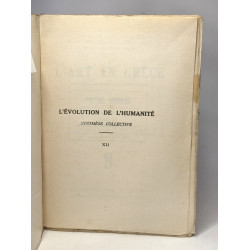 L'ÉVOLUTION DE L'HUMANITÉ
SYNTHÈSE COLLECTIVE
XII